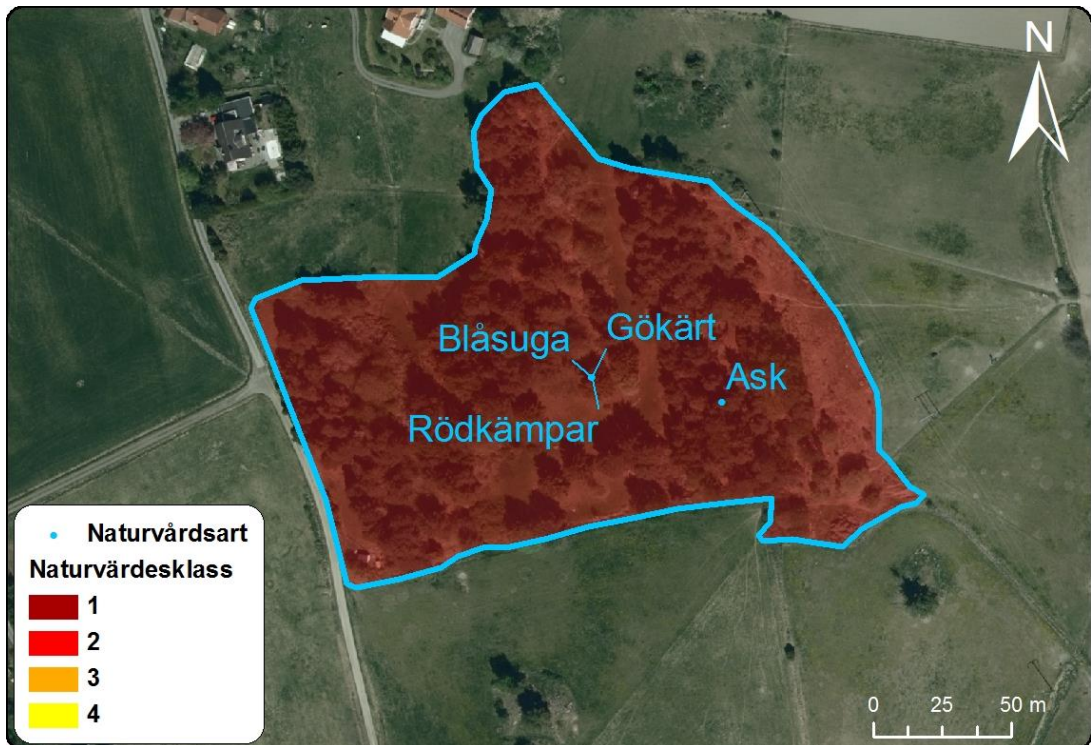 N
Blåsuga
Gökärt
Ask
Rödkämpar
Naturvårdsart
Naturvärdesklass
1
2
3
4
0 25 50 m